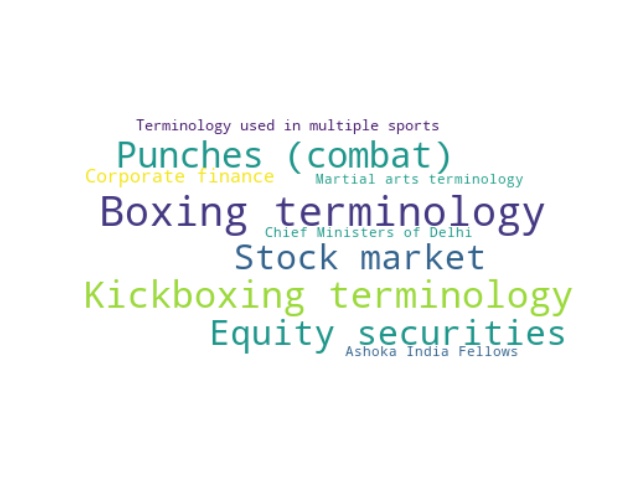 Terminology used in multiple sports
Punches (combat)
Corporate finance
Martial arts terminology
Boxing terminology
Chief Ministers of Delhi
Stock market
Kickboxing terminology
Equity securities
Ashoka India Fellows